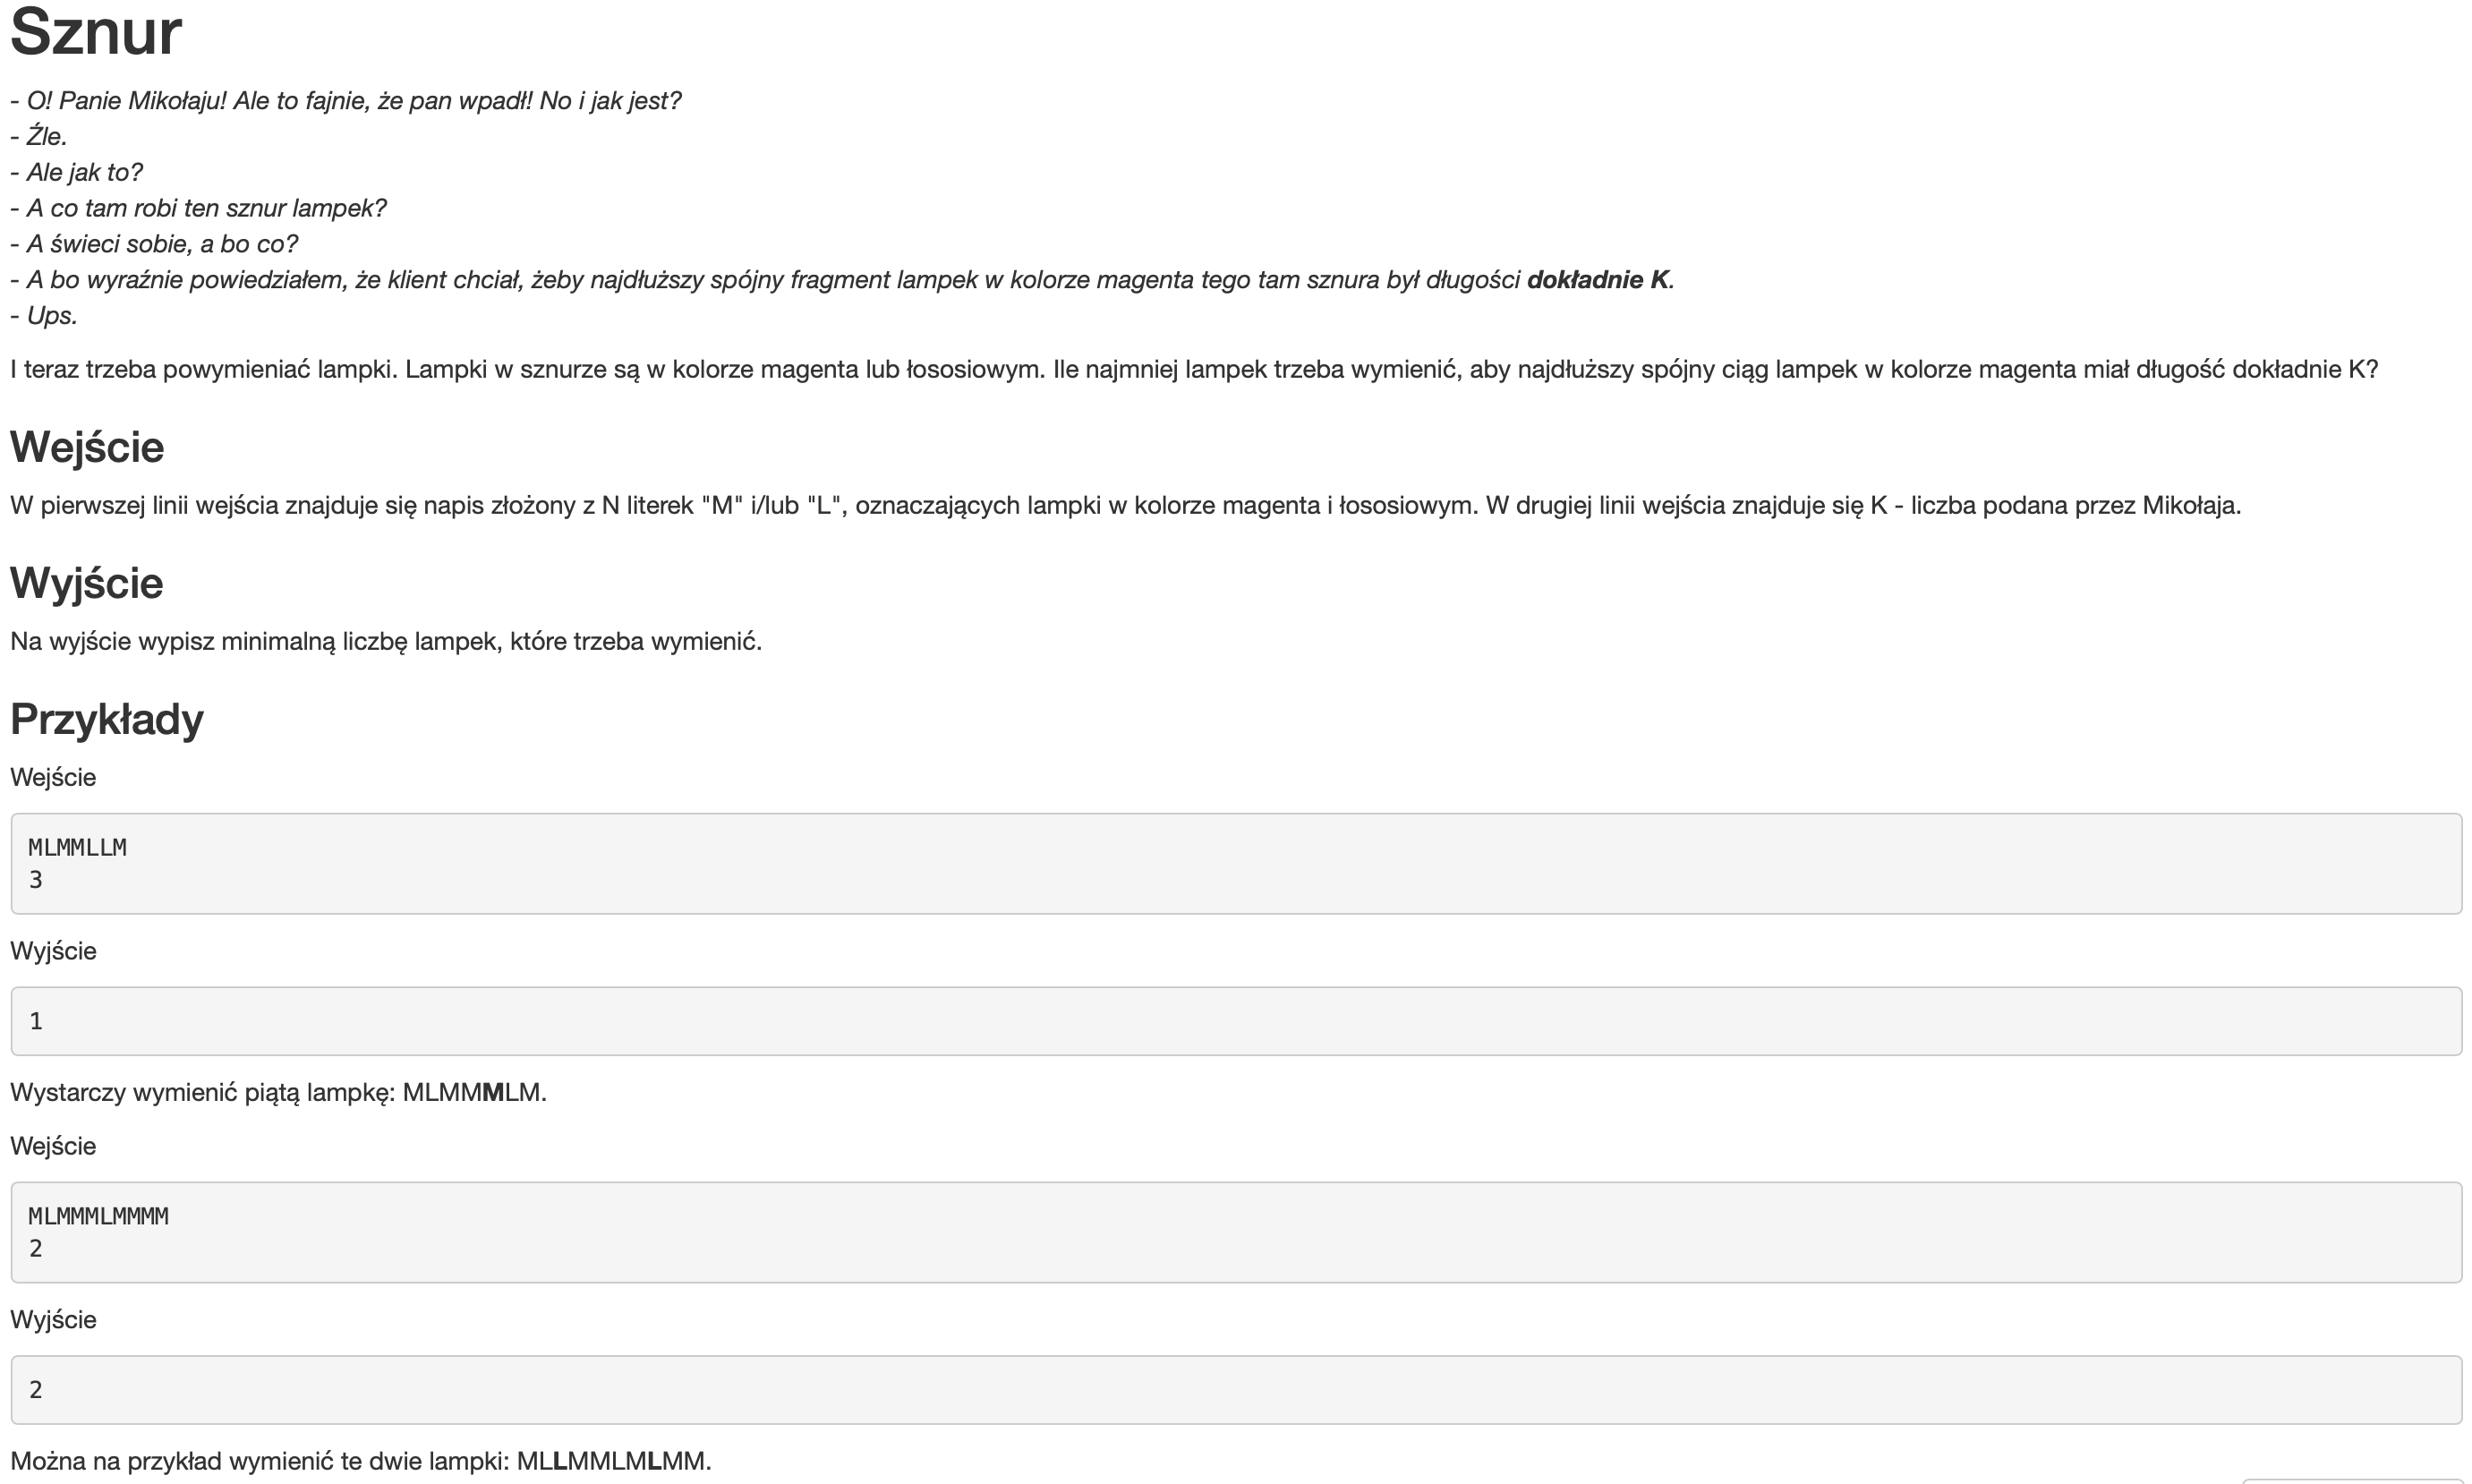 Sznur
- O! Panie Mikołaju! Ale to fajnie, że pan wpadł! No i jak jest?
- Źle.
- Ale jak to?
- A co tam robi ten sznur lampek?
- A świeci sobie, a bo co?
- A bo wyraźnie powiedziałem, że klient chciał, żeby najdłuższy spójny fragment lampek w kolorze magenta tego tam sznura był długości dokładnie K.
- Ups.
I teraz trzeba powymieniać lampki. Lampki w sznurze są w kolorze magenta lub łososiowym. Ile najmniej lampek trzeba wymienić, aby najdłuższy spójny ciąg lampek w kolorze magenta miał długość dokładnie K?
Wejście
W pierwszej linii wejścia znajduje się napis złożony z N literek "M" i/lub "L", oznaczających lampki w kolorze magenta i łososiowym. W drugiej linii wejścia znajduje się K - liczba podana przez Mikołaja.
Wyjście
Na wyjście wypisz minimalną liczbę lampek, które trzeba wymienić.
Przykłady
Wejście
MLMMLLM
3
Wyjście
1
Wystarczy wymienić piątą lampkę: MLMMMLM.
Wejście
MLMMMLMMMM
2
Wyjście
2
Można na przykład wymienić te dwie lampki: MLLMMLMLMM.